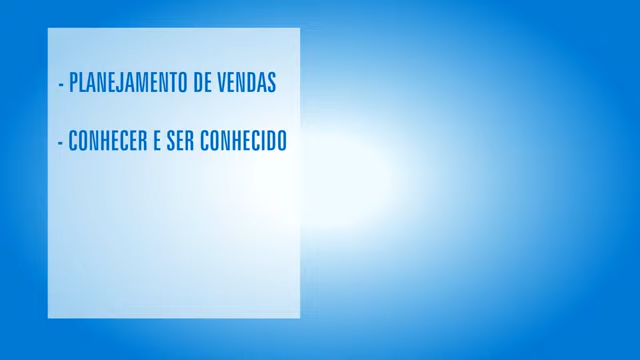 - PLANEJAMENTO DE VENDAS
- CONHECER E SER CONHECIDO